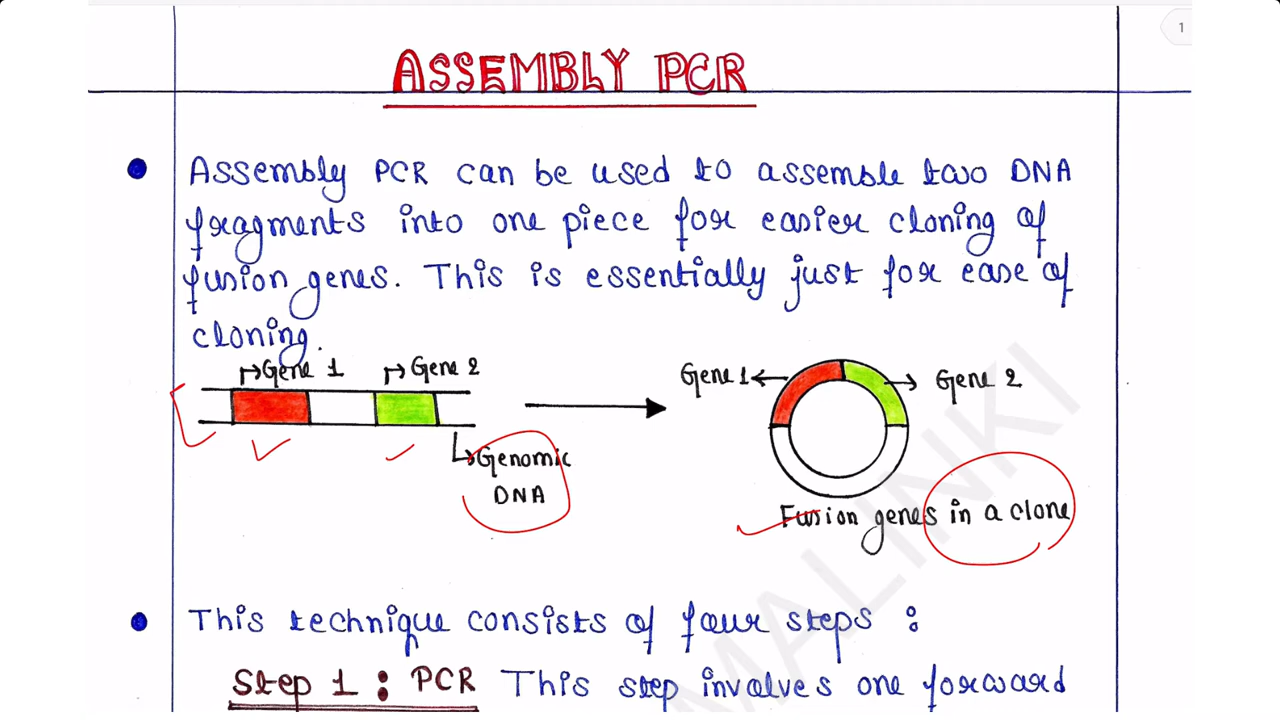 1
ASSEMBLY PCR
Assembly PCR can be used to assemble two DNA
fragments into one piece for easier cloning of
fusion genes. This is essentially just for ease of
cloning.
Gene 1
Gene 2
Genomic
DNA
Gene 1
Gene 2
Fusion genes in a clone
MALINKI
This technique consists of four steps :
Step 1 : PCR This step involves one forward